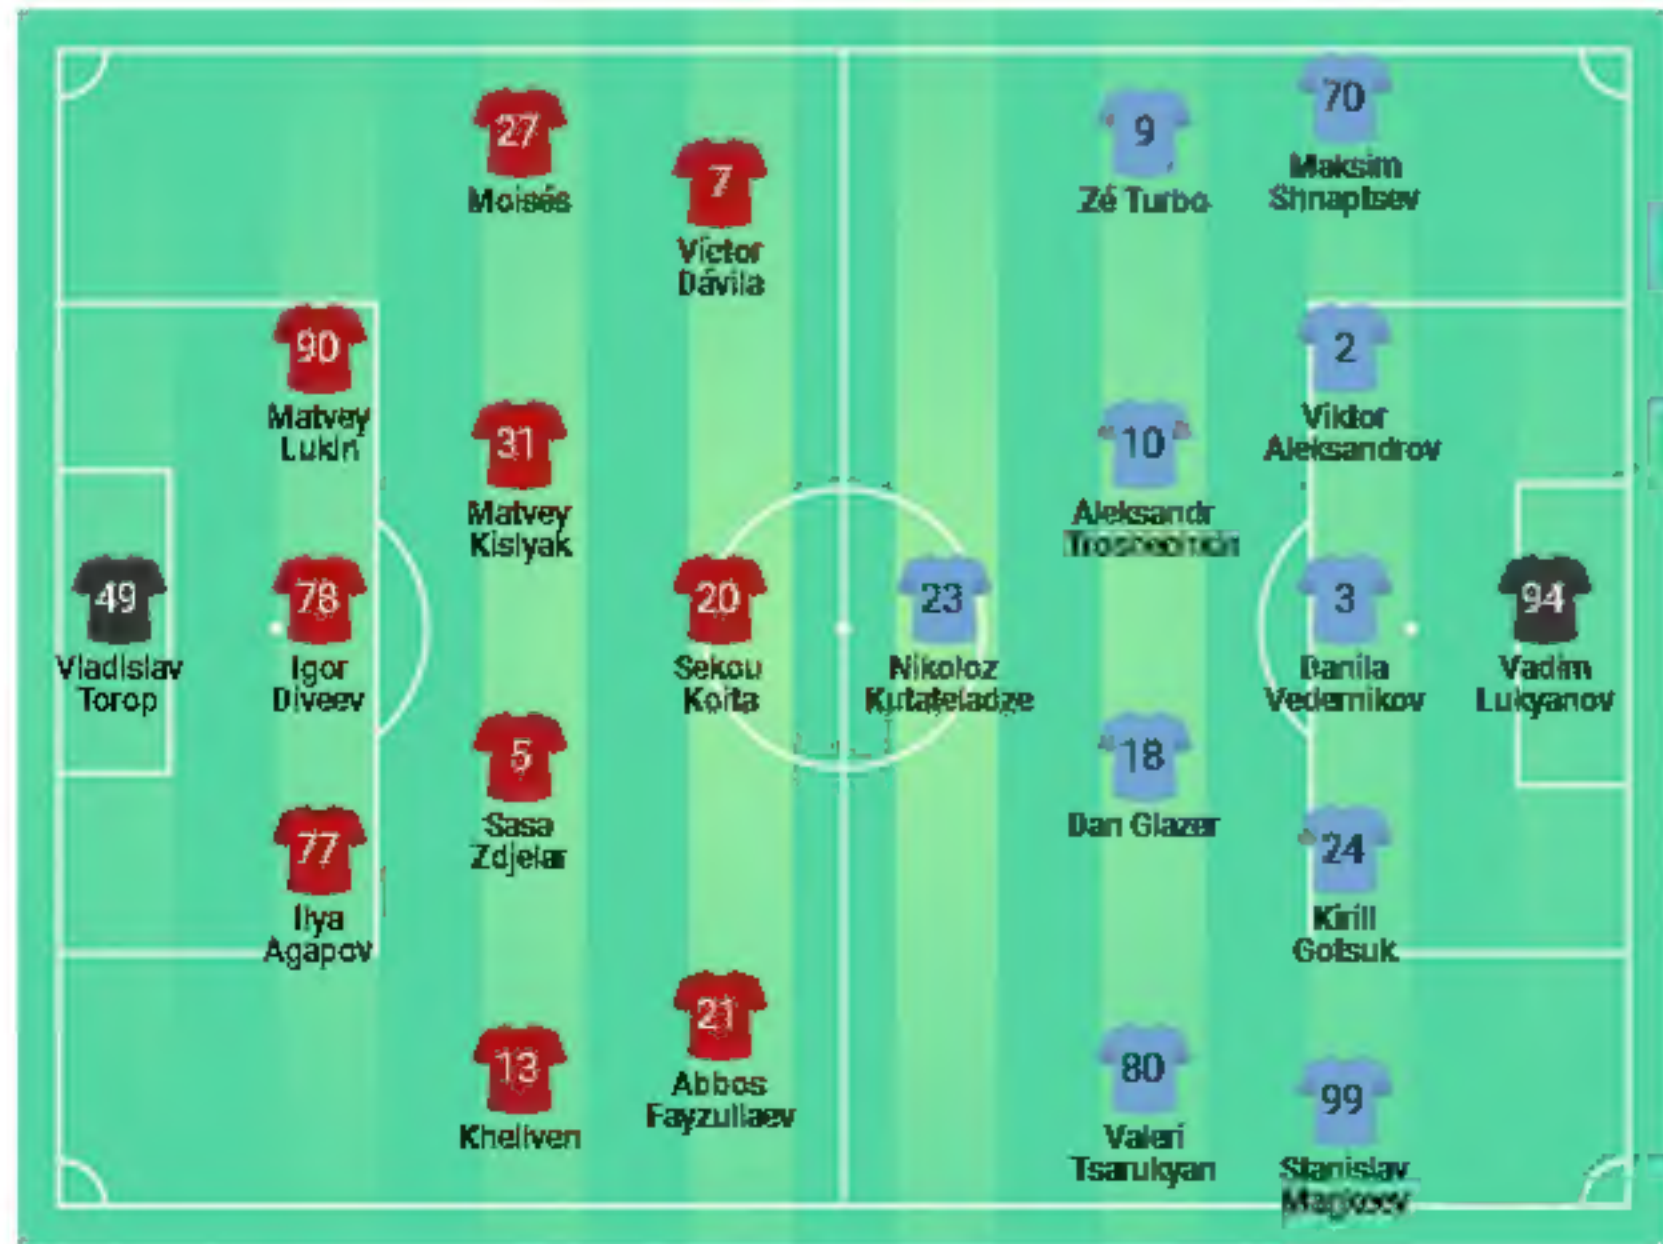 49
Vladislav
Torop
90
Matvey
Lukin
78
Igor
Diveev
77
Ilya
Agapov
27
Moisés
31
Matvey
Kislyak
5
Sasa
Zdjelar
13
Khellven
7
Víctor
Dávila
20
Sekou
Koita
21
Abbos
Fayzullaev
23
Nikoloz
Kutateladze
9
Zé Turbo
10
Aleksandr
18
Dan Glazer
80
Valeri
Tsarukyan
70
Maksim
Shnaptsev
2
Viktor
Aleksandrov
3
Danila
Vedernikov
24
Kirill
Gotsuk
99
Stanislav
Magkeev
94
Vadim
Lukyanov